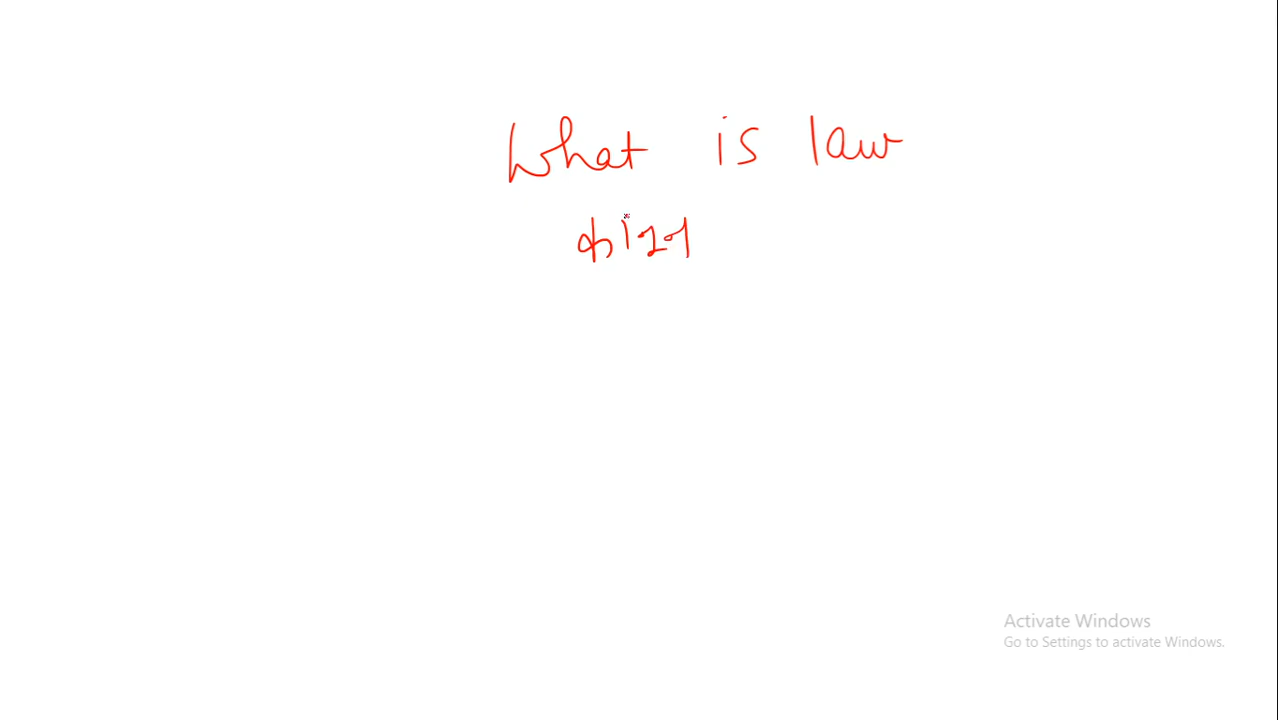 What is law
कानून
Activate Windows
Go to Settings to activate Windows.